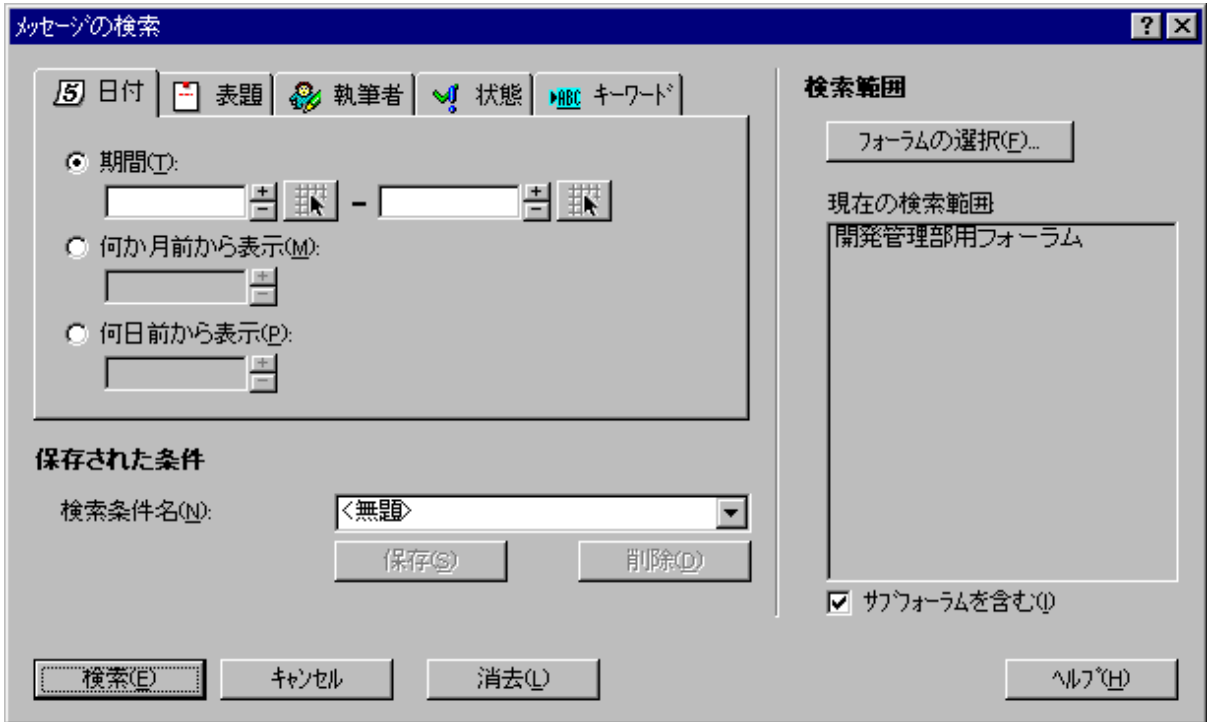 メッセージの検索
日付 表題 執筆者 状態 ABC キーワード
期間(T):
–
何か月前から表示(M):
何日前から表示(P):
保存された条件
検索条件名(N):
<無題>
保存(S) 削除(D)
検索範囲
フォーラムの選択(F)...
現在の検索範囲
開発管理部用フォーラム
サブフォーラムを含む(I)
検索(E) キャンセル 消去(L) ヘルプ(H)